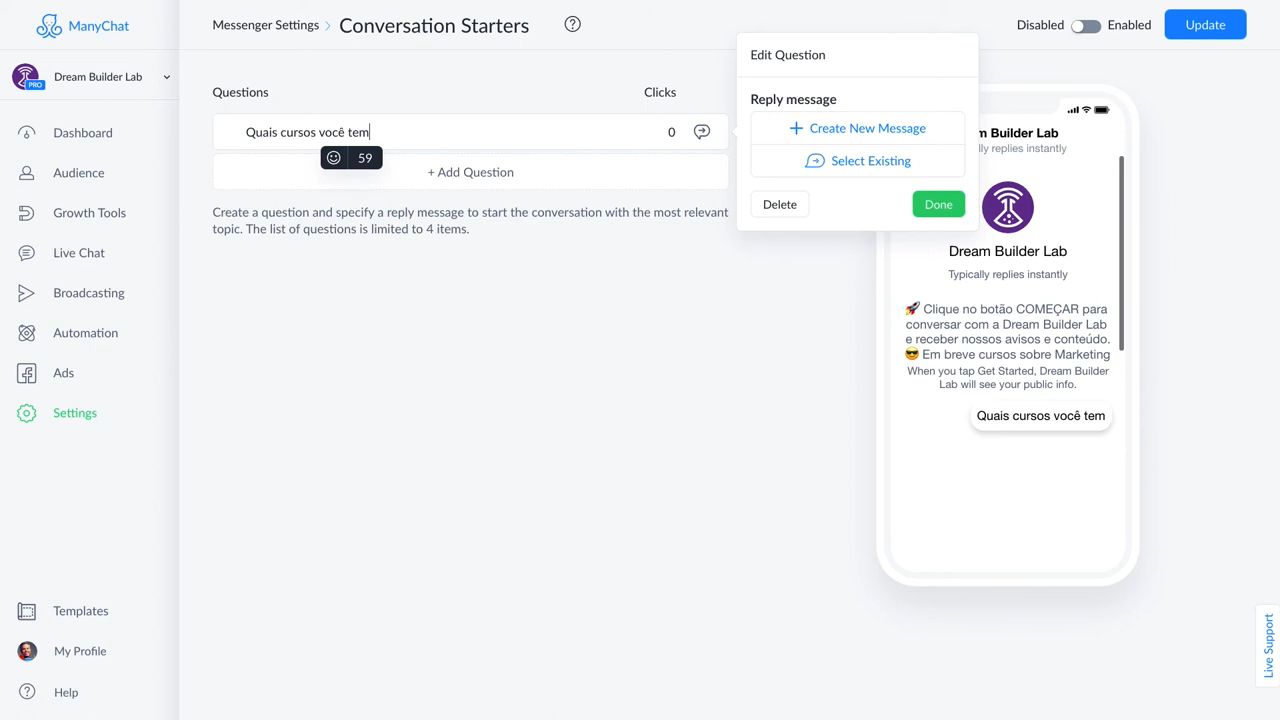 ManyChat
Messenger Settings
Conversation Starters
Disabled
Enabled
Update
PRO
Dream Builder Lab
Dashboard
Audience
Growth Tools
Live Chat
Broadcasting
Automation
Ads
Settings
Templates
My Profile
Help
Questions
Clicks
Quais cursos você tem
0
59
+ Add Question
Create a question and specify a reply message to start the conversation with the most relevant
topic. The list of questions is limited to 4 items.
Edit Question
Reply message
Create New Message
Select Existing
Delete
Done
m Builder Lab
ally replies instantly
Dream Builder Lab
Typically replies instantly
🚀 Clique no botão COMEÇAR para
conversar com a Dream Builder Lab
e receber nossos avisos e conteúdo.
😎 Em breve cursos sobre Marketing
When you tap Get Started, Dream Builder
Lab will see your public info.
Quais cursos você tem
Live Support